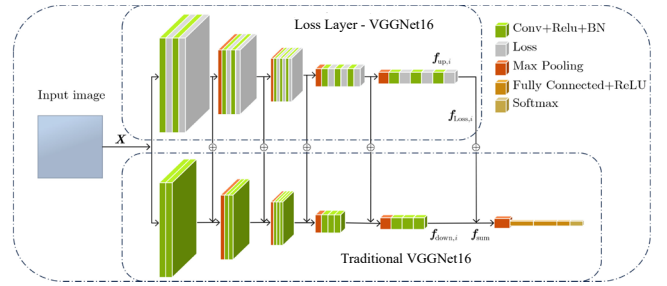 Loss Layer - VGGNet16
Conv+Relu+BN
Loss
Max Pooling
Fully Connected+ReLU
Softmax
f_up,i
Input image
f_Loss,i
X
f_down,i
f_sum
Traditional VGGNet16